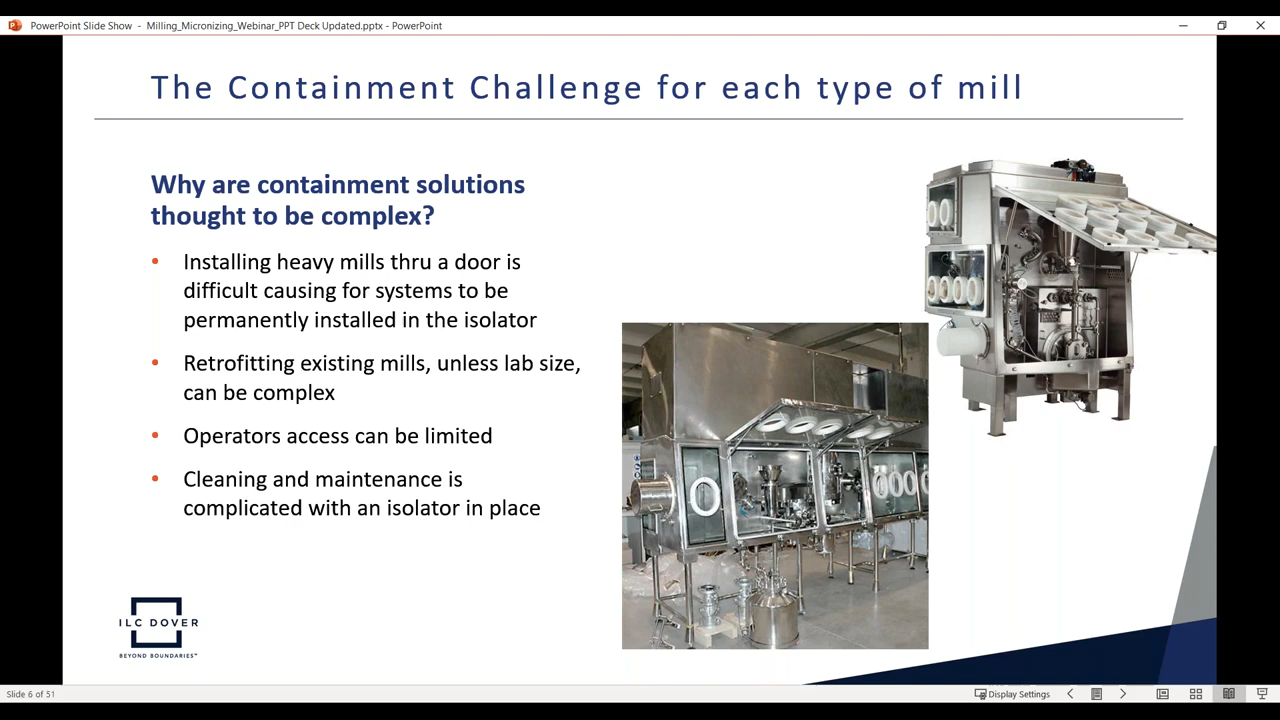 PowerPoint Slide Show - Milling_Micronizing_Webinar_PPT Deck Updated.pptx - PowerPoint
The Containment Challenge for each type of mill
Why are containment solutions
thought to be complex?
• Installing heavy mills thru a door is
difficult causing for systems to be
permanently installed in the isolator
• Retrofitting existing mills, unless lab size,
can be complex
• Operators access can be limited
• Cleaning and maintenance is
complicated with an isolator in place
ILC DOVER
BEYOND BOUNDARIES™
Slide 6 of 51
Display Settings